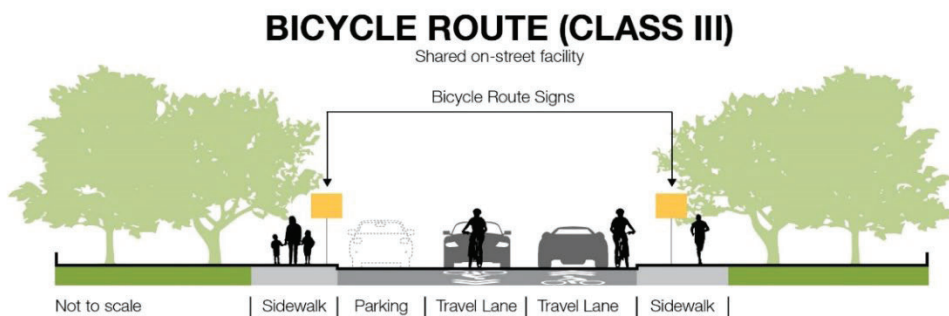 BICYCLE ROUTE (CLASS III)
Shared on-street facility
Bicycle Route Signs
Not to scale | Sidewalk | Parking | Travel Lane | Travel Lane | Sidewalk |